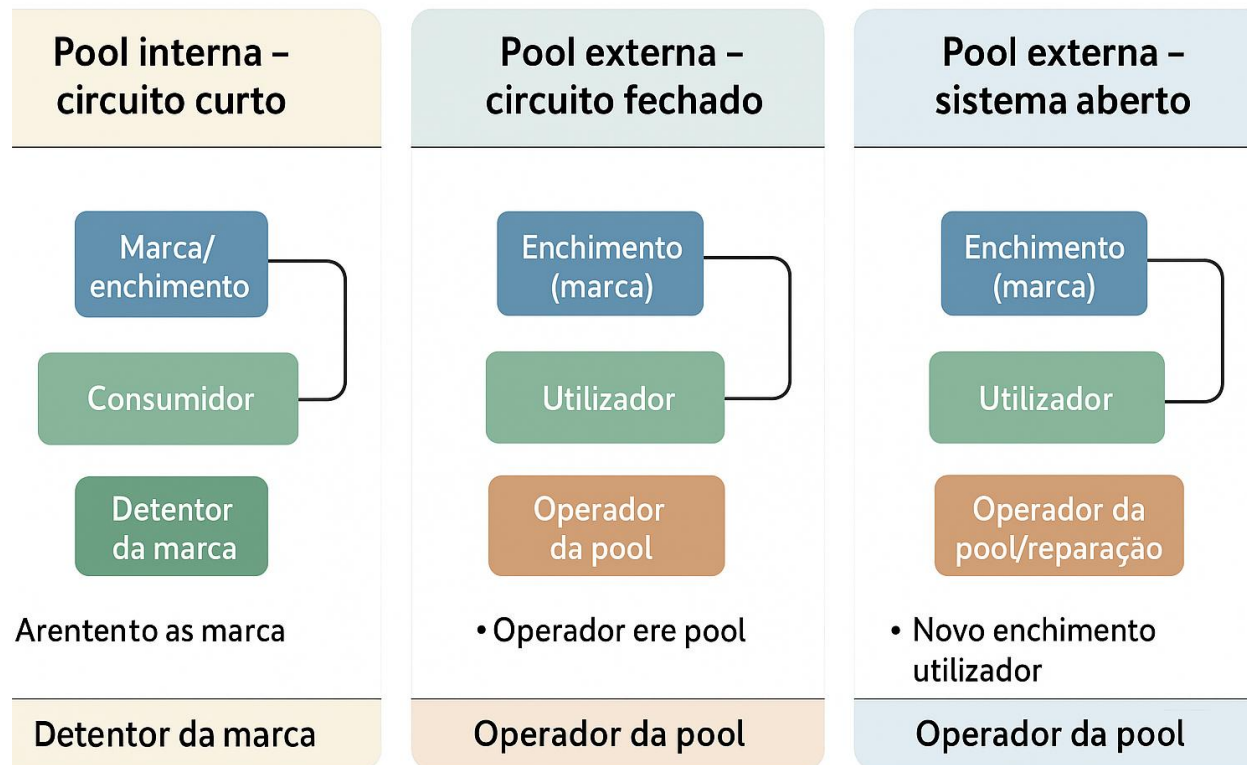 Pool interna –
circuito curto
Marca/
enchimento
Consumidor
Detentor
da marca
Arentento as marca
Detentor da marca
Pool externa –
circuito fechado
Enchimento
(marca)
Utilizador
Operador
da pool
• Operador ere pool
Operador da pool
Pool externa –
sistema aberto
Enchimento
(marca)
Utilizador
Operador da
pool/reparação
• Novo enchimento
utilizador
Operador da pool